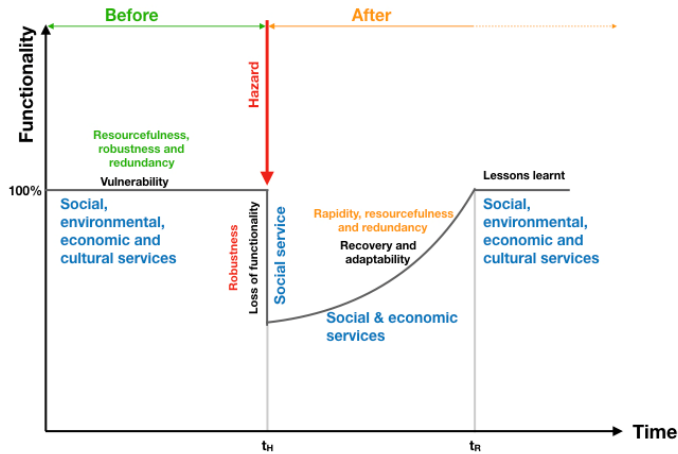 Before
After
Functionality
Hazard
Resourcefulness,
robustness and
redundancy
Vulnerability
100%
Lessons learnt
Social,
environmental,
economic and
cultural services
Robustness
Loss of functionality
Social service
Rapidity, resourcefulness
and redundancy
Recovery and
adaptability
Social & economic
services
Social,
environmental,
economic and
cultural services
Time
tH
tR